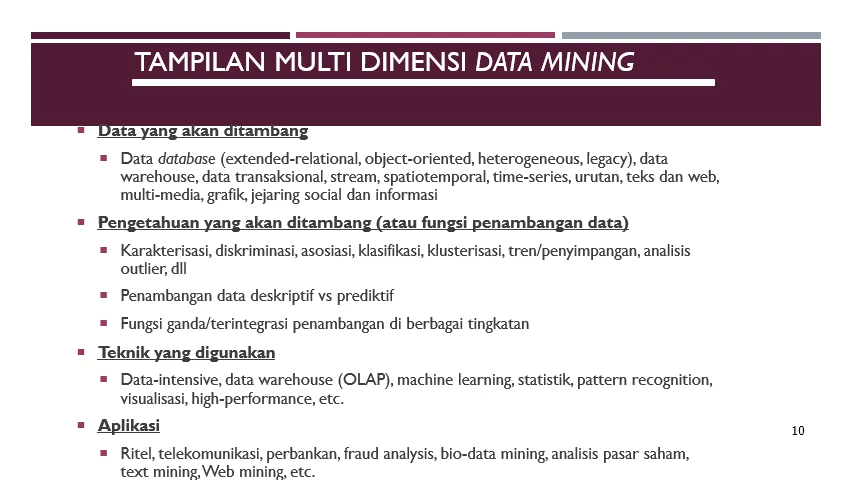 TAMPILAN MULTI DIMENSI DATA MINING
Data yang akan ditambang
Data database (extended-relational, object-oriented, heterogeneous, legacy), data
warehouse, data transaksional, stream, spatiotemporal, time-series, urutan, teks dan web,
multi-media, grafik, jejaring social dan informasi
Pengetahuan yang akan ditambang (atau fungsi penambangan data)
Karakterisasi, diskriminasi, asosiasi, klasifikasi, klusterisasi, tren/penyimpangan, analisis
outlier, dll
Penambangan data deskriptif vs prediktif
Fungsi ganda/terintegrasi penambangan di berbagai tingkatan
Teknik yang digunakan
Data-intensive, data warehouse (OLAP), machine learning, statistik, pattern recognition,
visualisasi, high-performance, etc.
Aplikasi
Ritel, telekomunikasi, perbankan, fraud analysis, bio-data mining, analisis pasar saham,
text mining, Web mining, etc.
10